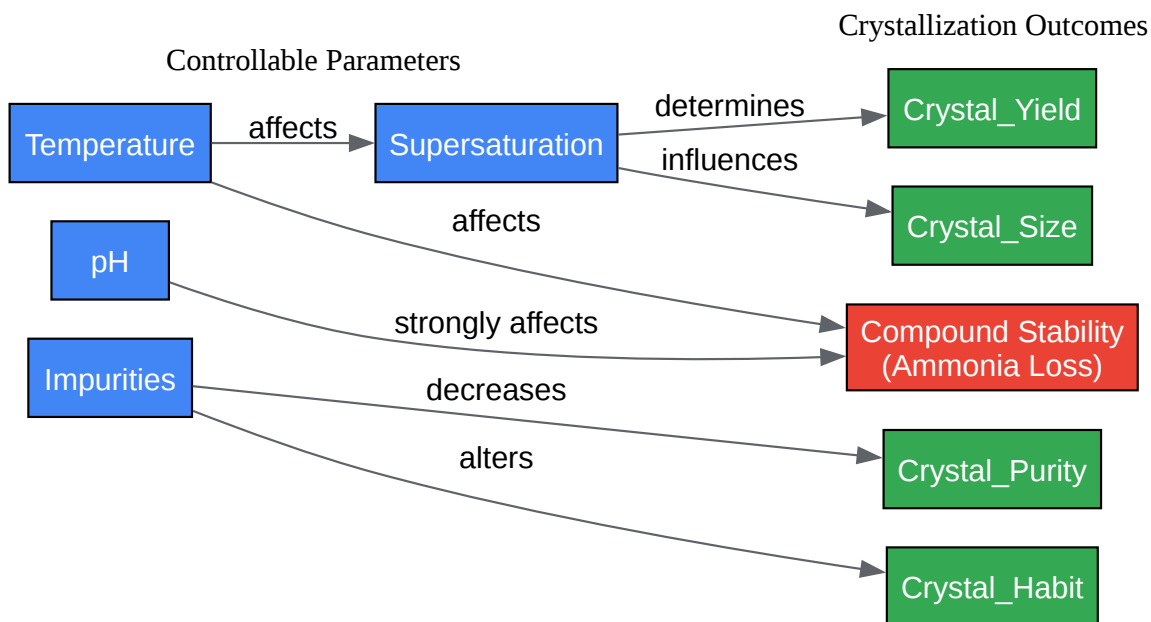 Crystallization Outcomes
Controllable Parameters
Temperature
affects
Supersaturation
determines
Crystal_Yield
influences
Crystal_Size
affects
pH
strongly affects
Compound Stability
(Ammonia Loss)
Impurities
decreases
Crystal_Purity
alters
Crystal_Habit